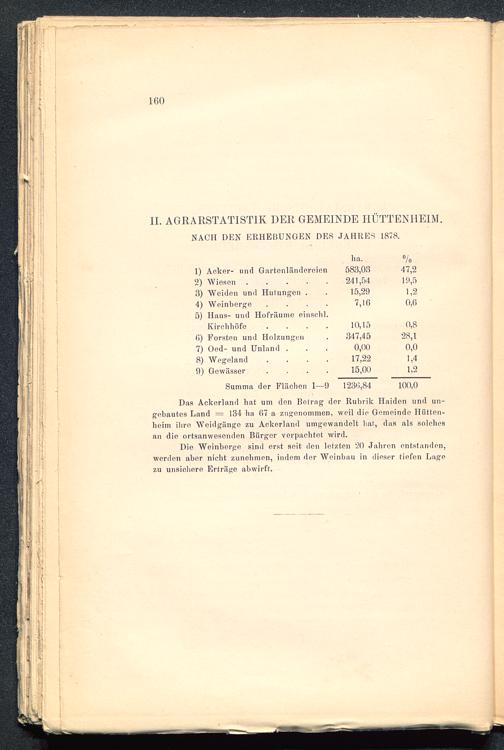 160
II. AGRARSTATISTIK DER GEMEINDE HÜTTENHEIM.
NACH DEN ERHEBUNGEN DES JAHRES 1878.
ha. %
1) Acker- und Gartenländereien 583,03 47,2
2) Wiesen . . . . . 241,54 19,5
3) Weiden und Hutungen . . 15,29 1,2
4) Weinberge . . . . 7,16 0,6
5) Haus- und Hofräume einschl.
Kirchhöfe . . . . 10,15 0,8
6) Forsten und Holzungen . 347,45 28,1
7) Oed- und Unland . . . 0,00 0,0
8) Wegeland . . . . 17,22 1,4
9) Gewässer . . . . 15,00 1,2
Summa der Flächen 1—9 1236,84 100,0
Das Ackerland hat um den Betrag der Rubrik Haiden und un-
gebautes Land = 134 ha 67 a zugenommen, weil die Gemeinde Hütten-
heim ihre Weidgänge zu Ackerland umgewandelt hat, das als solches
an die ortsanwesenden Bürger verpachtet wird.
Die Weinberge sind erst seit den letzten 20 Jahren entstanden,
werden aber nicht zunehmen, indem der Weinbau in dieser tiefen Lage
zu unsichere Erträge abwirft.